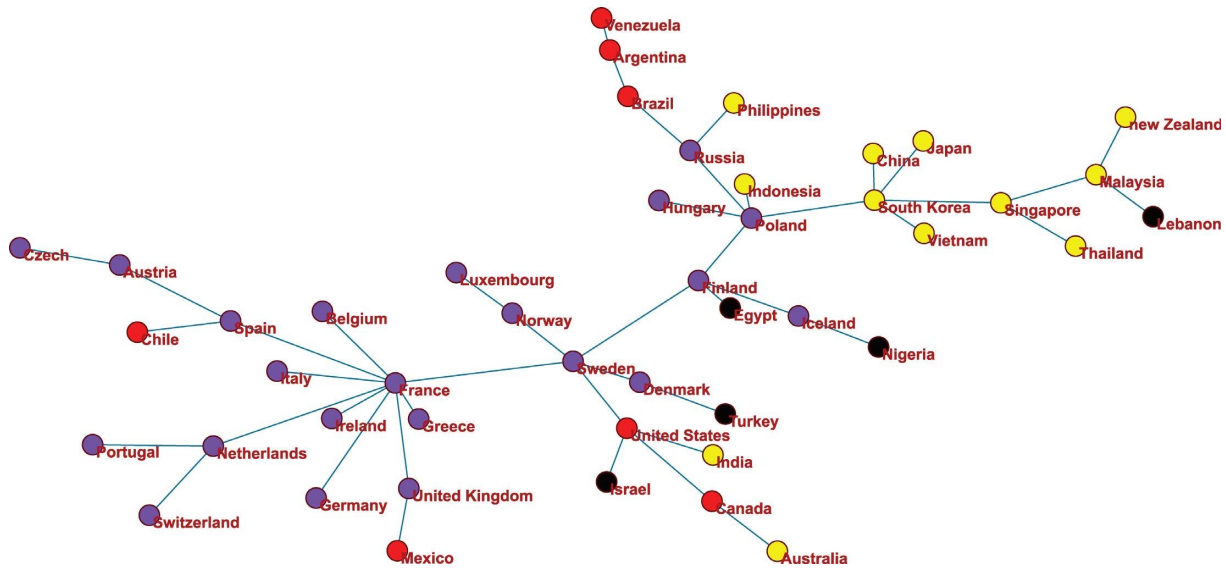 Venezuela
Argentina
Brazil
Philippines
new Zealand
Japan
Russia
China
Malaysia
Indonesia
Hungary
South Korea
Singapore
Lebanon
Poland
Vietnam
Thailand
Czech
Austria
Luxembourg
Finland
Egypt
Iceland
Belgium
Norway
Spain
Chile
Nigeria
Sweden
Italy
France
Denmark
Ireland
Greece
Turkey
United States
Portugal
Netherlands
India
Israel
United Kingdom
Germany
Canada
Switzerland
Mexico
Australia